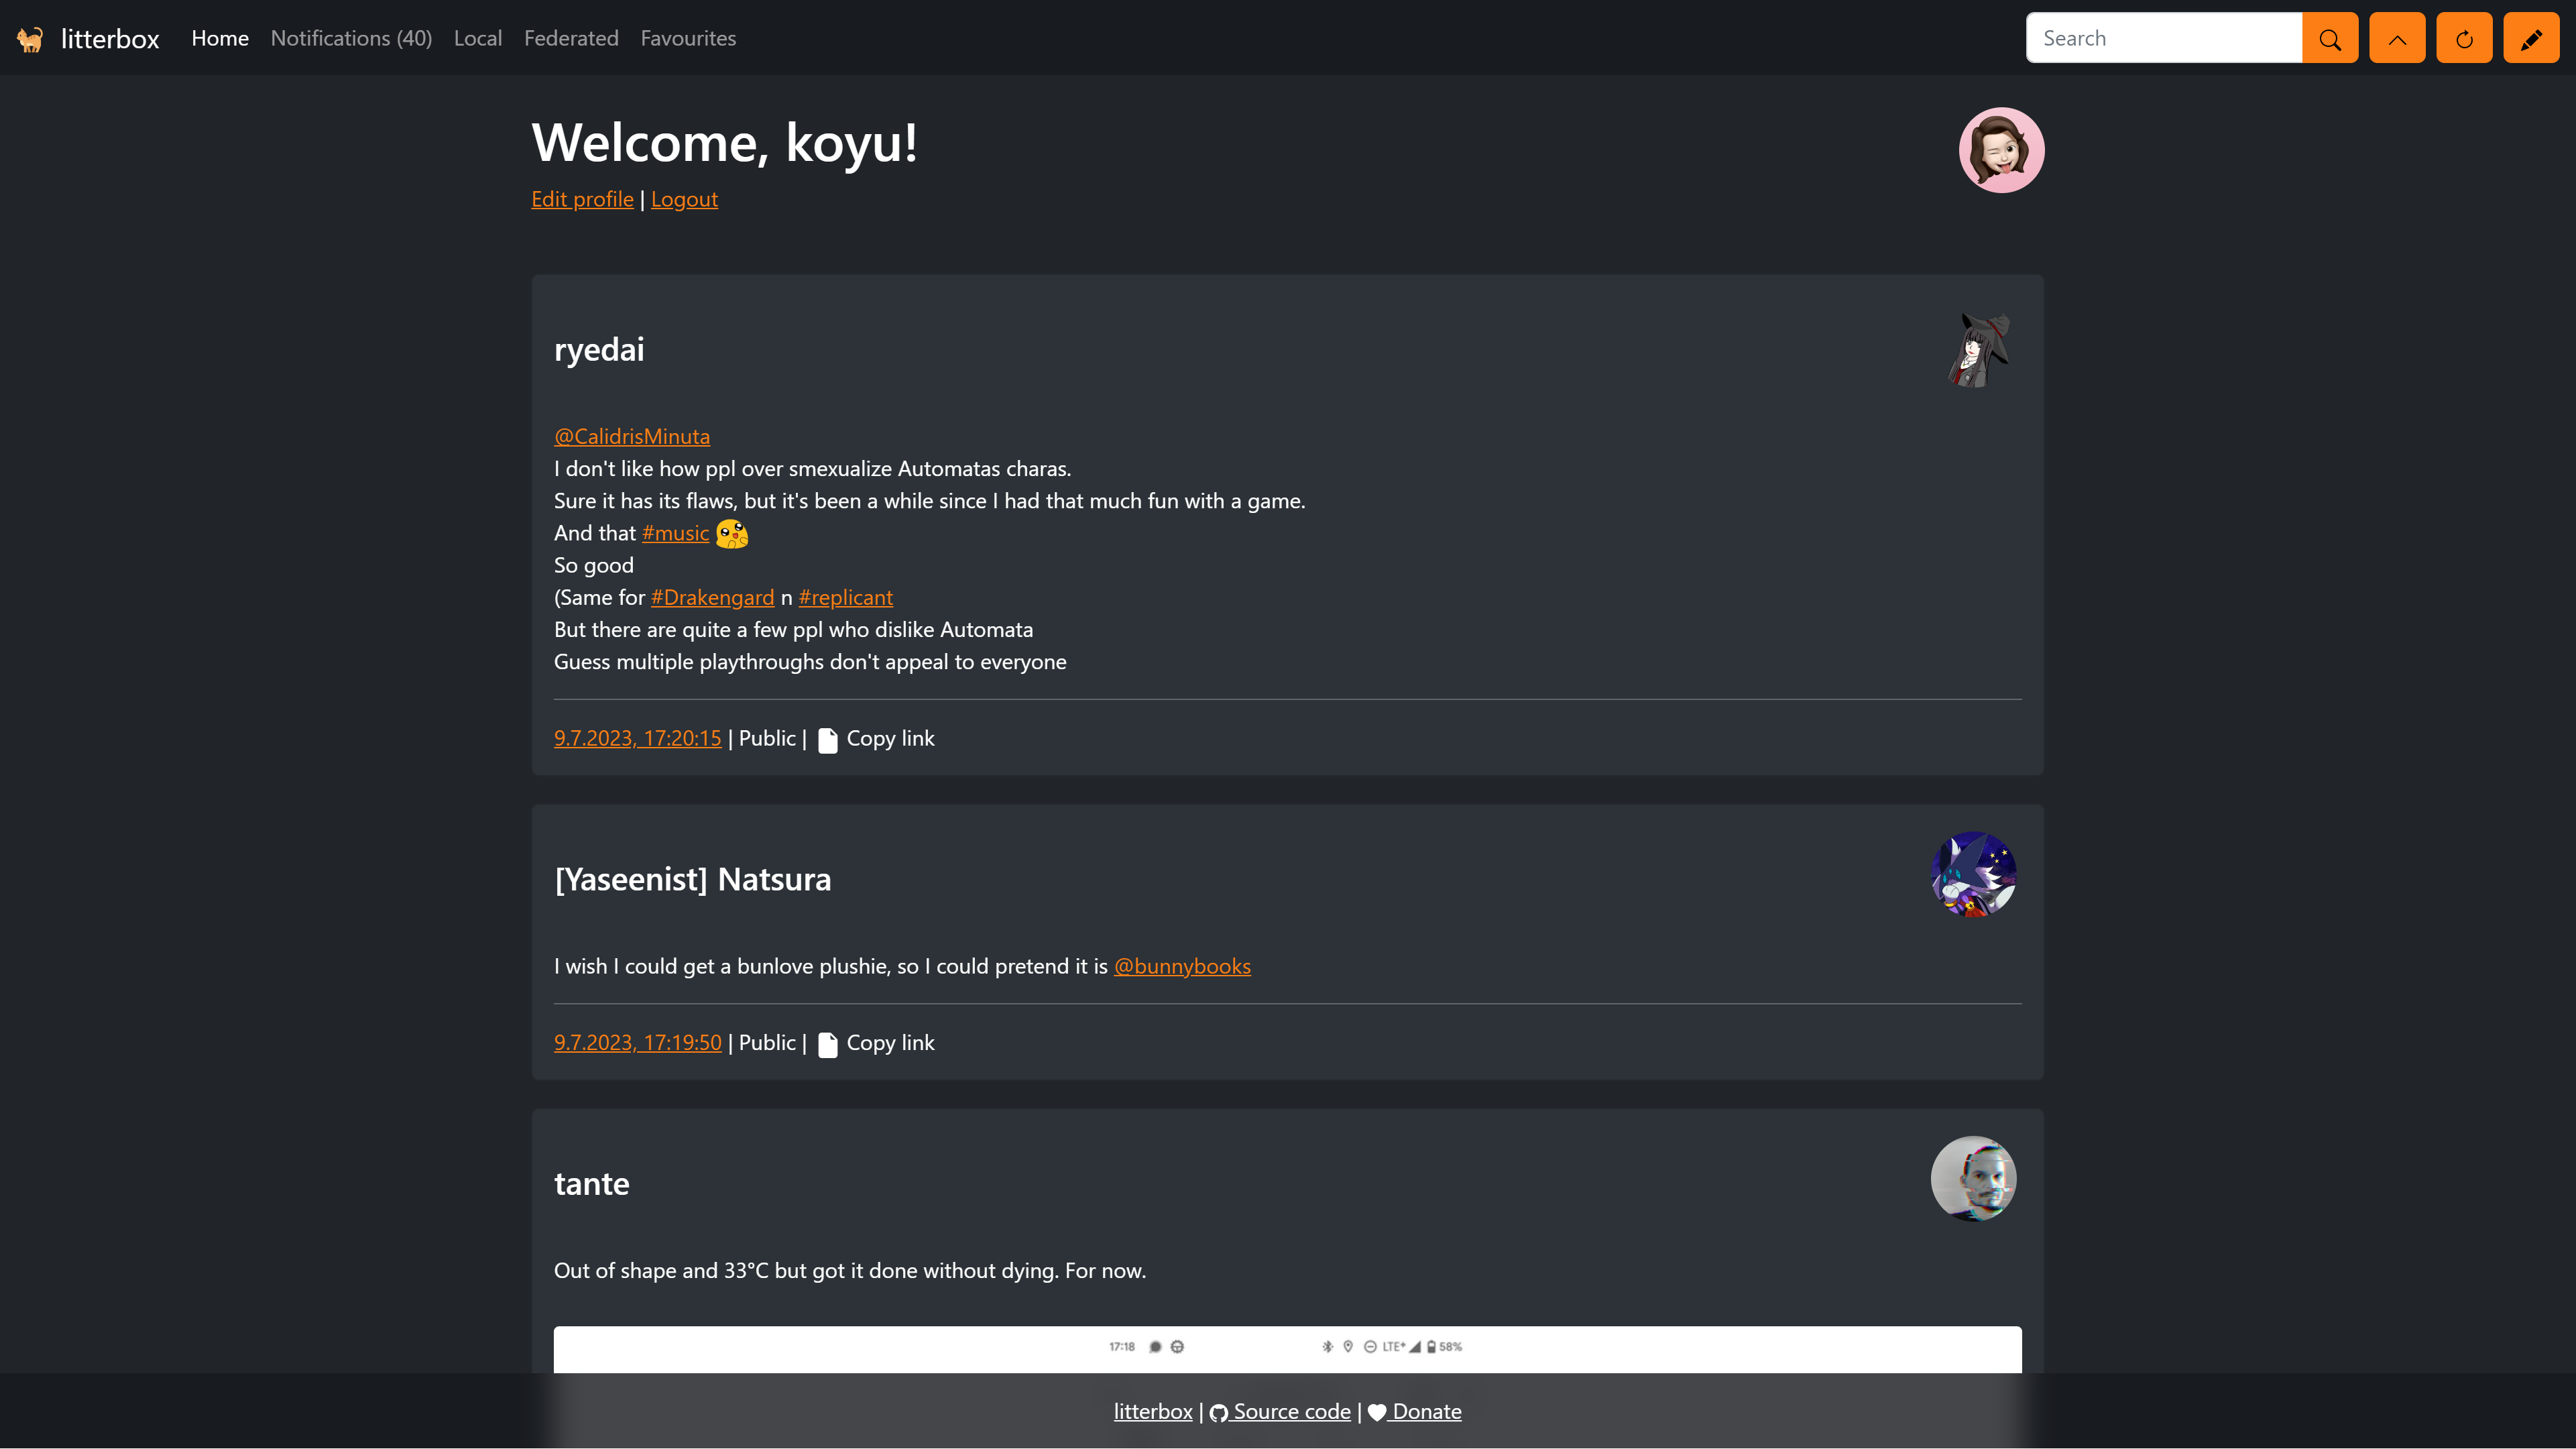 litterbox Home Notifications (40) Local Federated Favourites Search
Welcome, koyu!
Edit profile | Logout
ryedai
@CalidrisMinuta
I don't like how ppl over smexualize Automatas charas.
Sure it has its flaws, but it's been a while since I had that much fun with a game.
And that #music
So good
(Same for #Drakengard n #replicant
But there are quite a few ppl who dislike Automata
Guess multiple playthroughs don't appeal to everyone
9.7.2023, 17:20:15 | Public | Copy link
[Yaseenist] Natsura
I wish I could get a bunlove plushie, so I could pretend it is @bunnybooks
9.7.2023, 17:19:50 | Public | Copy link
tante
Out of shape and 33°C but got it done without dying. For now.
17:18 LTE+ 58%
litterbox | Source code | Donate